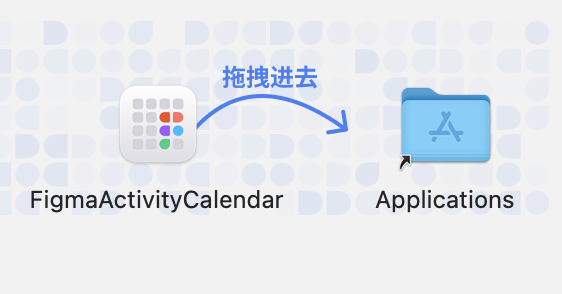 拖拽进去
FigmaActivityCalendar
Applications